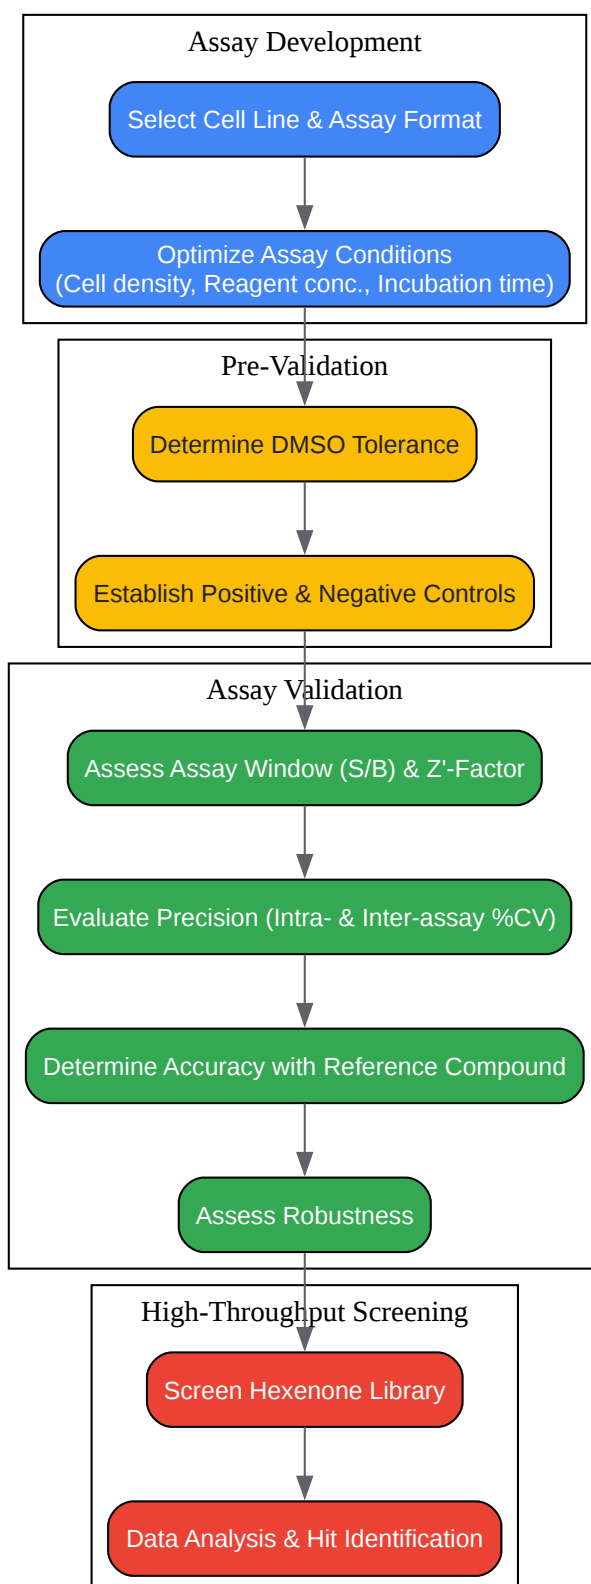 Assay Development
Select Cell Line & Assay Format
Optimize Assay Conditions
(Cell density, Reagent conc., Incubation time)
Pre-Validation
Determine DMSO Tolerance
Establish Positive & Negative Controls
Assay Validation
Assess Assay Window (S/B) & Z'-Factor
Evaluate Precision (Intra- & Inter-assay %CV)
Determine Accuracy with Reference Compound
Assess Robustness
High-Throughput Screening
Screen Hexenone Library
Data Analysis & Hit Identification